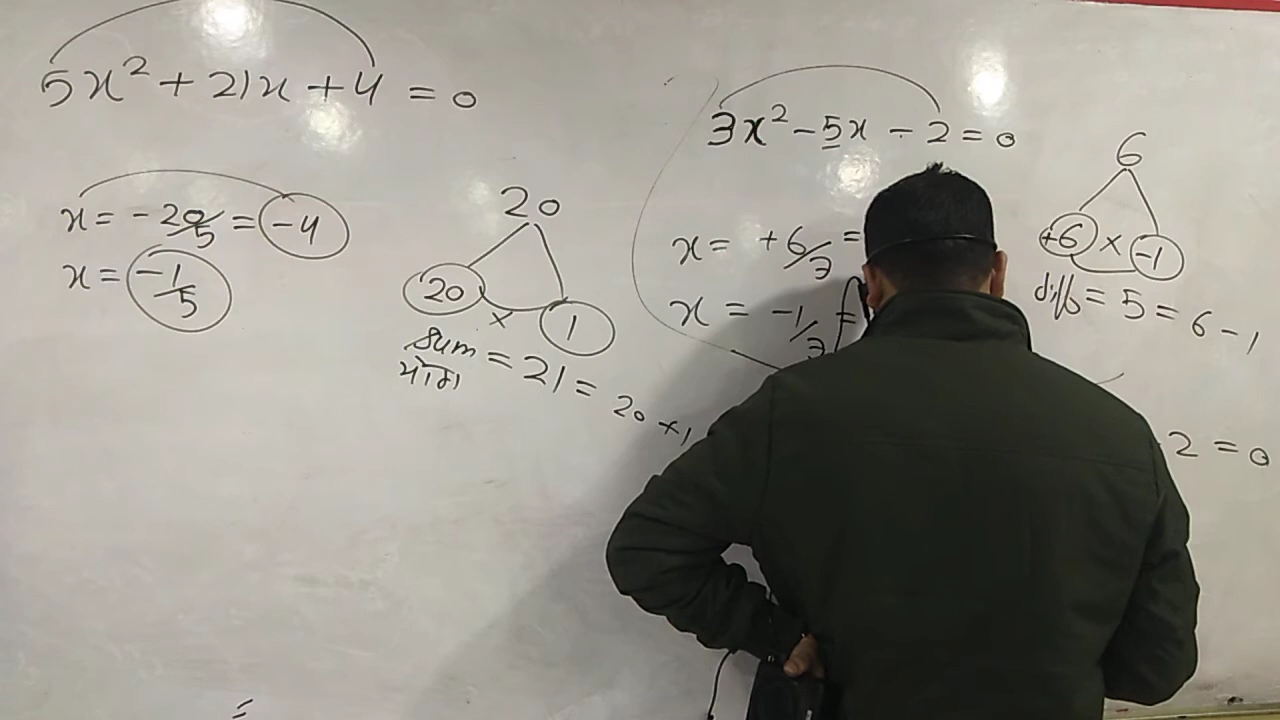 5x² + 21x + 4 = 0
x = -20/5 = -4
x = -1/5
20
20 × 1
Sum = 21 = 20 + 1
योग
3x² - 5x - 2 = 0
x = +6/3 =
x = -1/3 =
6
+6 × -1
diff = 5 = 6 - 1
2 = 0
=